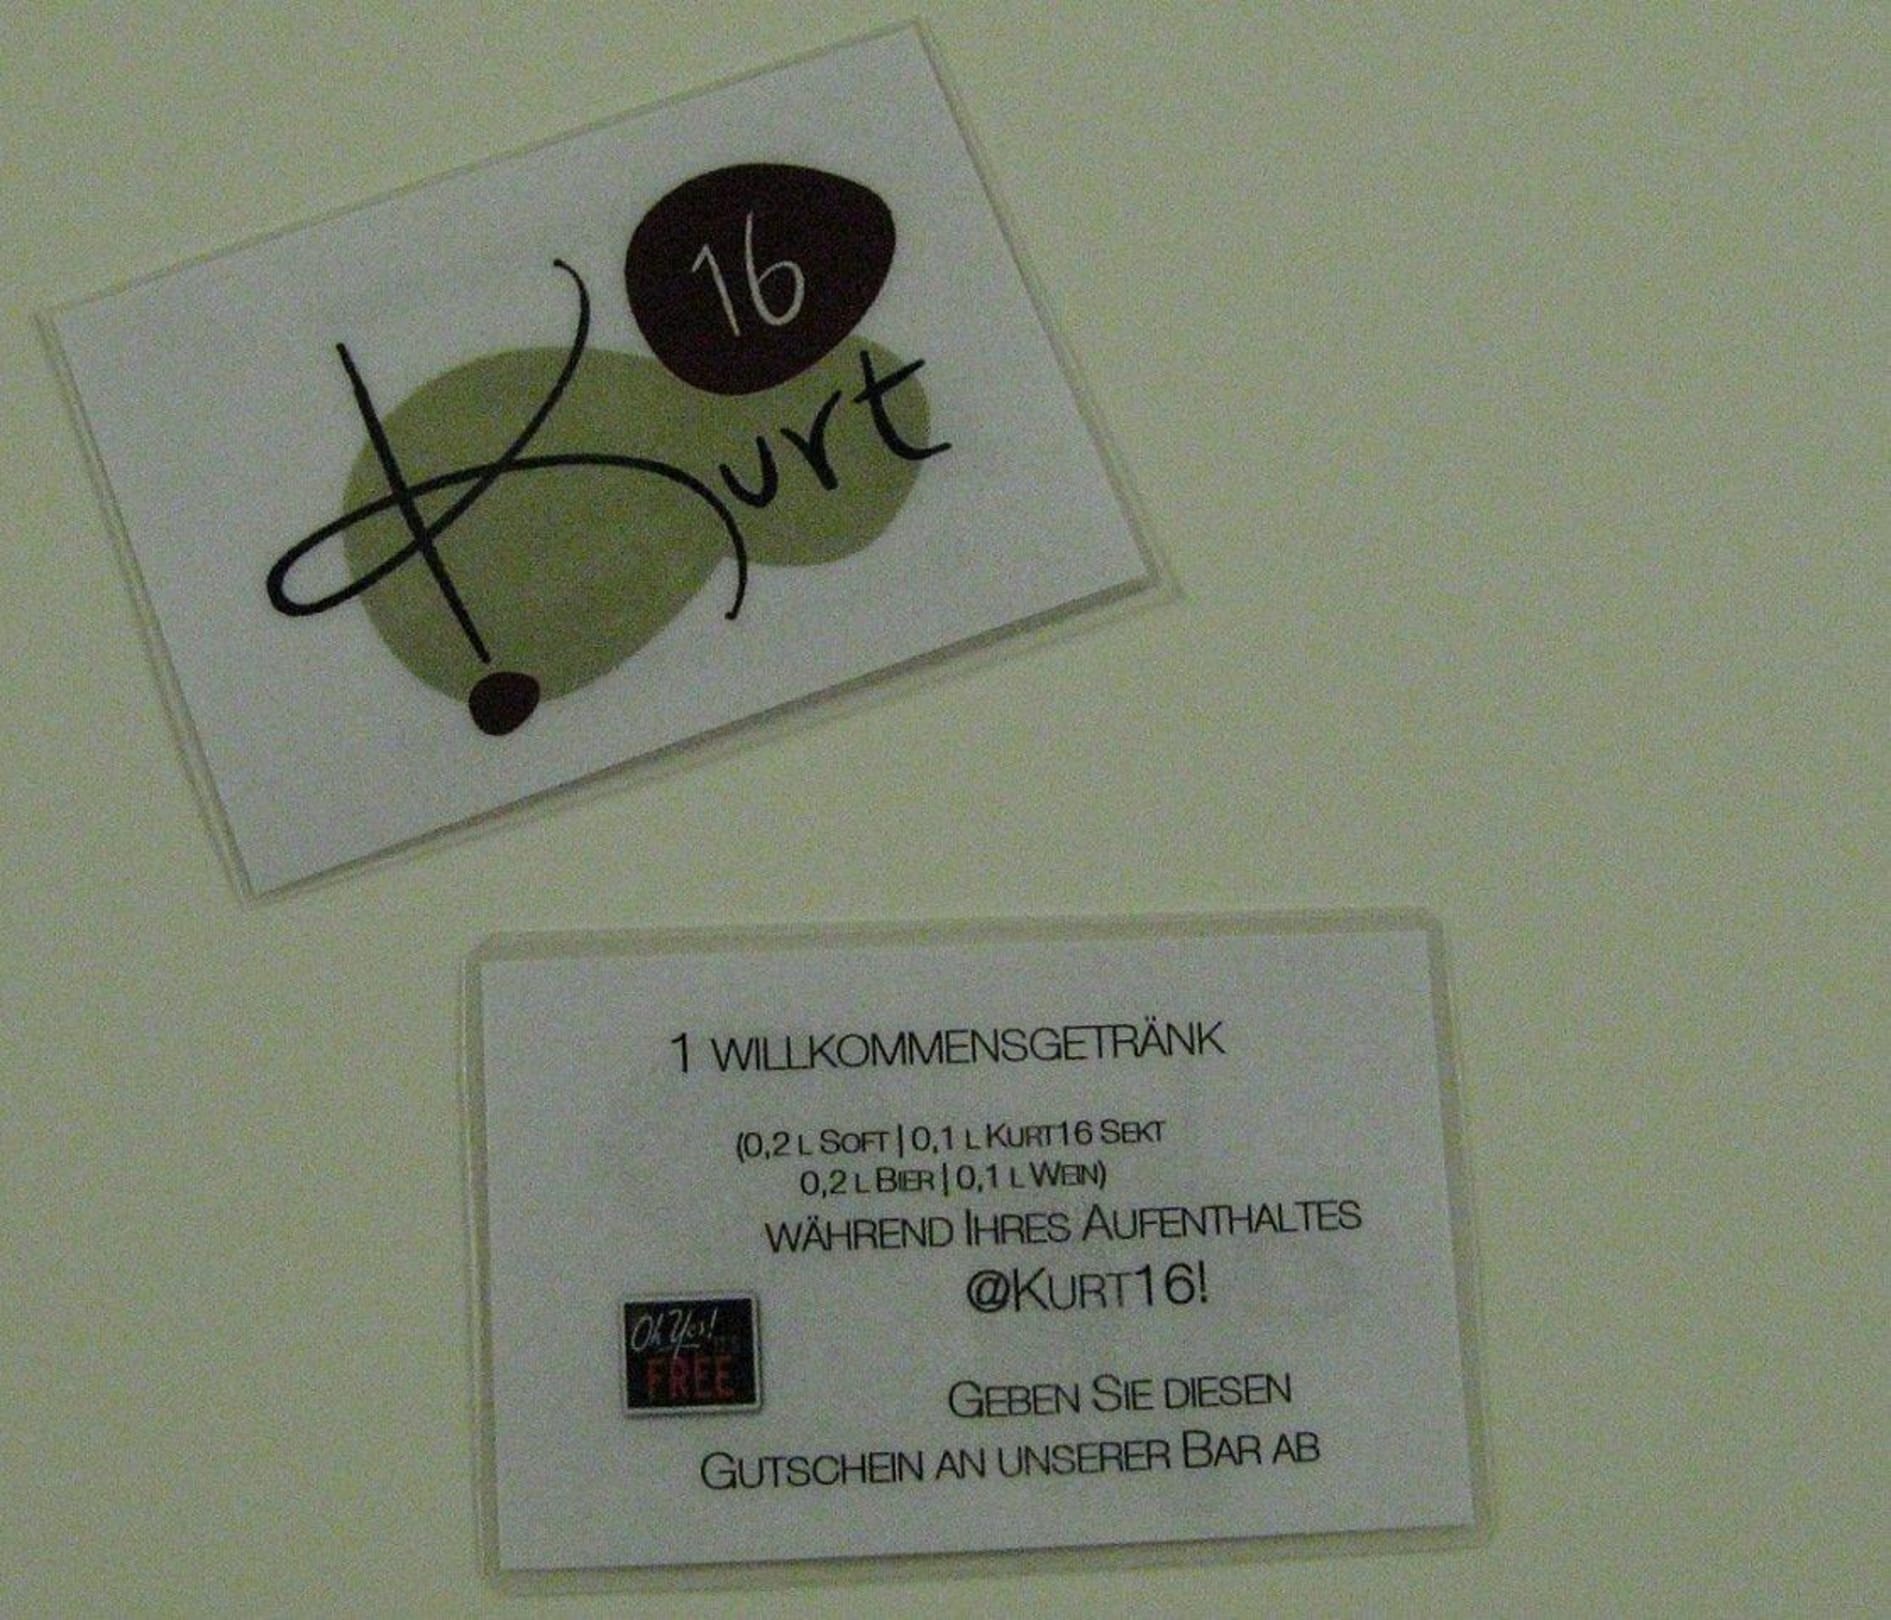 16
Kurt
1 WILLKOMMENSGETRÄNK
(0,2 L SOFT | 0,1 L KURT16 SEKT
0,2 L BIER | 0,1 L WEIN)
WÄHREND IHRES AUFENTHALTES
@KURT16!
Oh Yes!
FREE
GEBEN SIE DIESEN
GUTSCHEIN AN UNSERER BAR AB